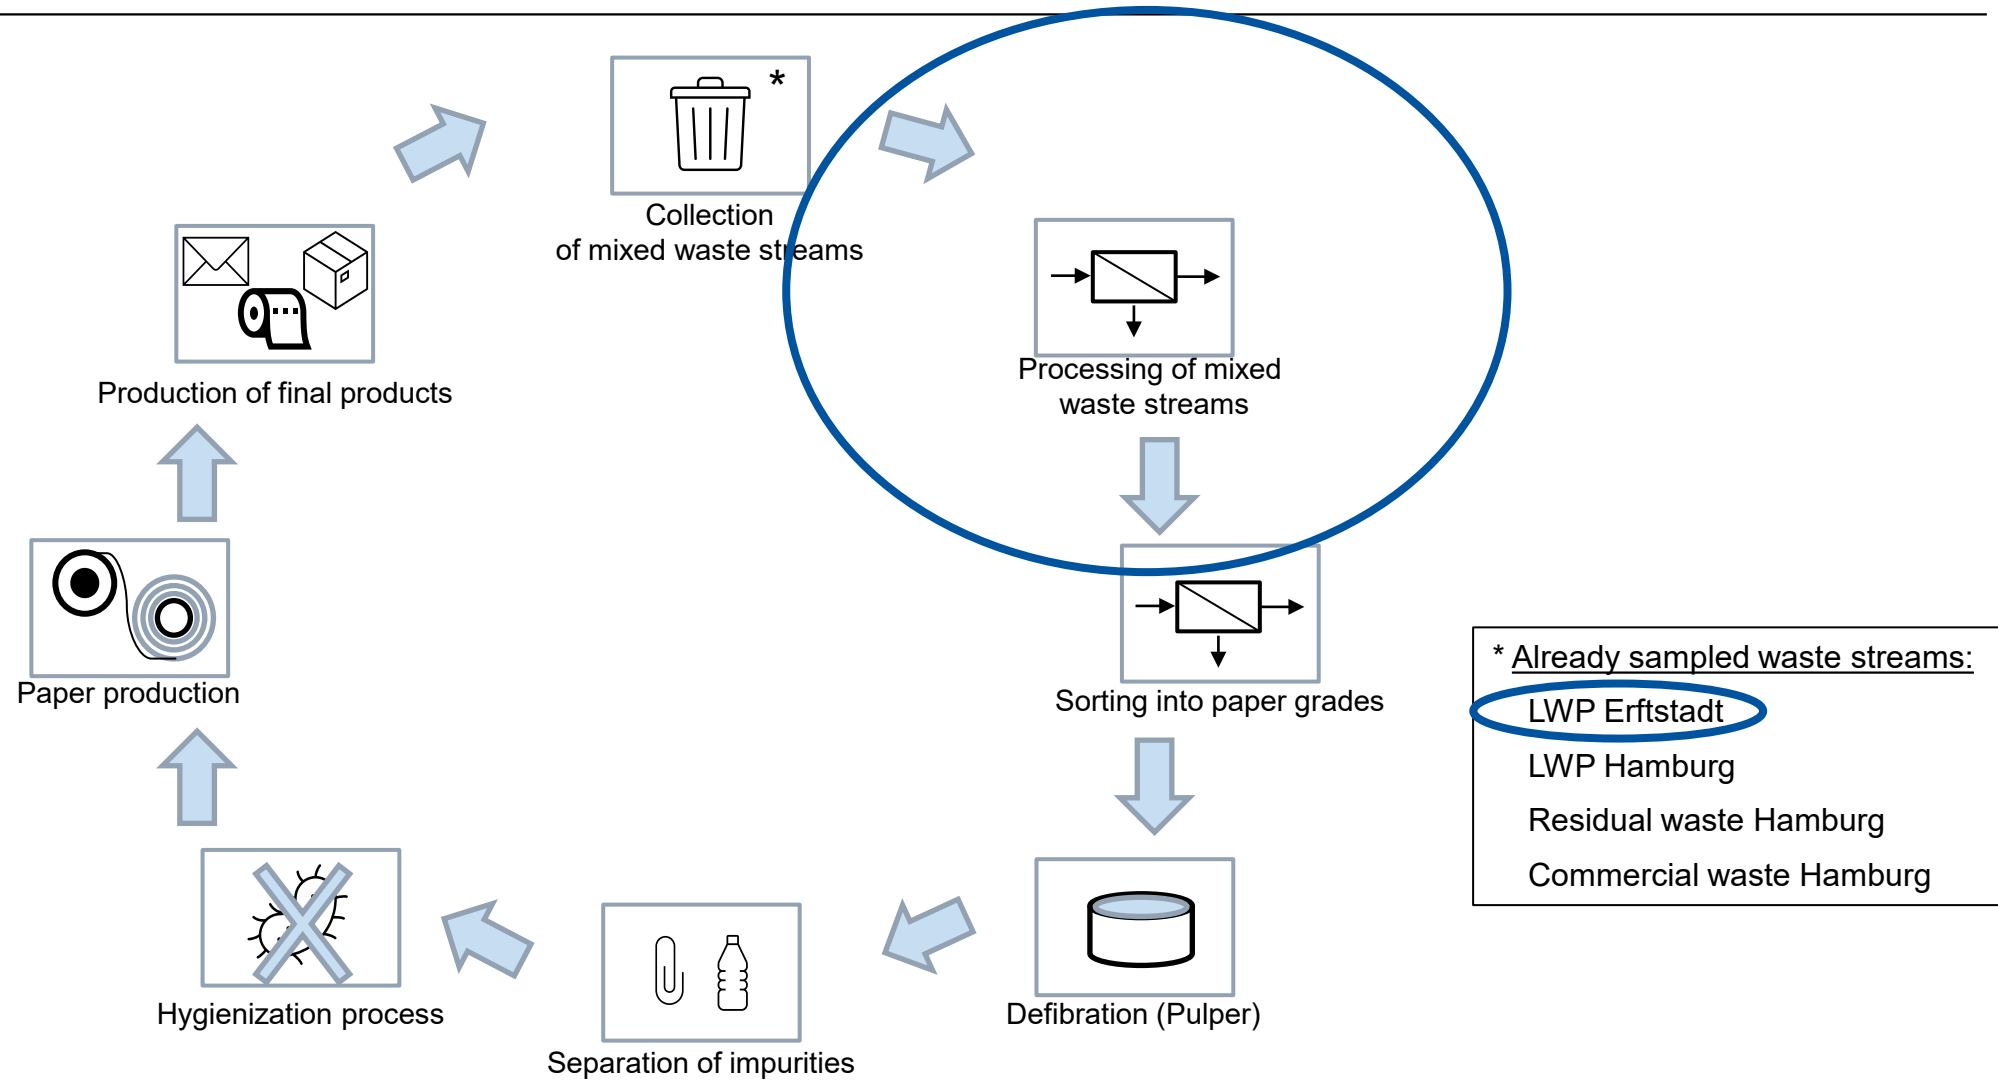 *
Collection
of mixed waste streams
Processing of mixed
waste streams
Production of final products
Paper production
Sorting into paper grades
* Already sampled waste streams:
LWP Erftstadt
LWP Hamburg
Residual waste Hamburg
Commercial waste Hamburg
Hygienization process
Separation of impurities
Defibration (Pulper)